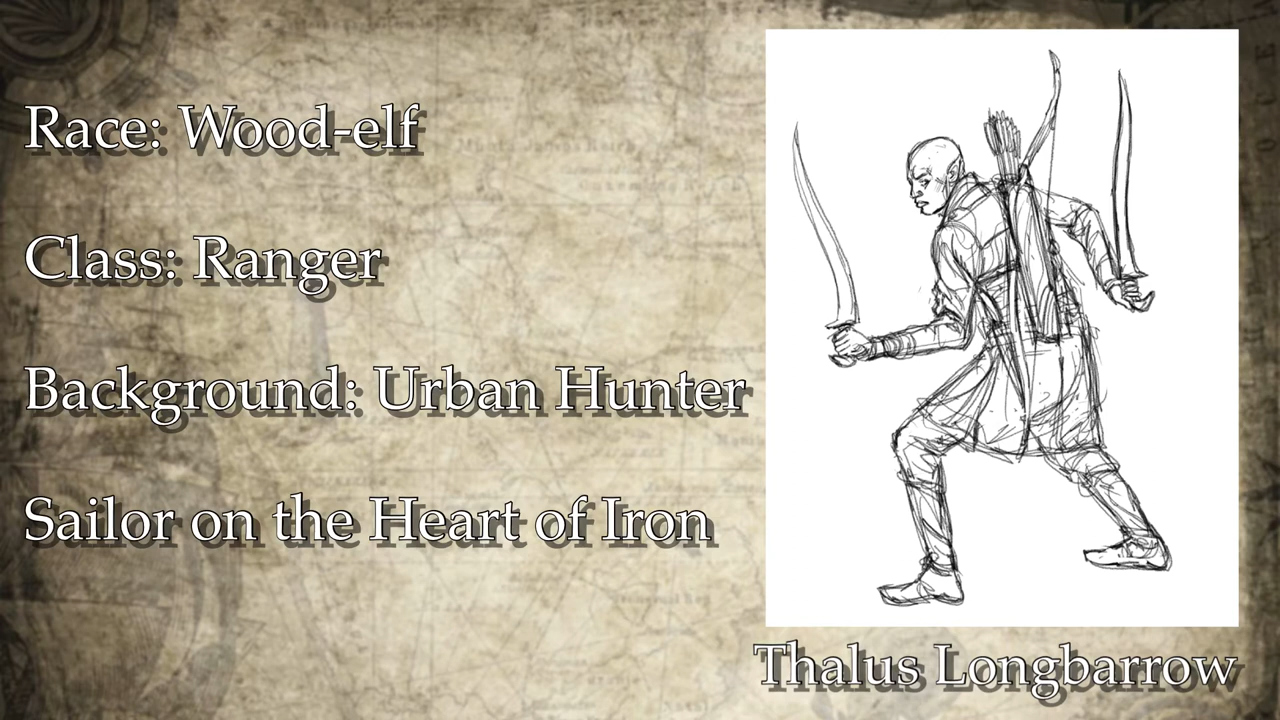 Race: Wood-elf
Class: Ranger
Background: Urban Hunter
Sailor on the Heart of Iron
Thalus Longbarrow